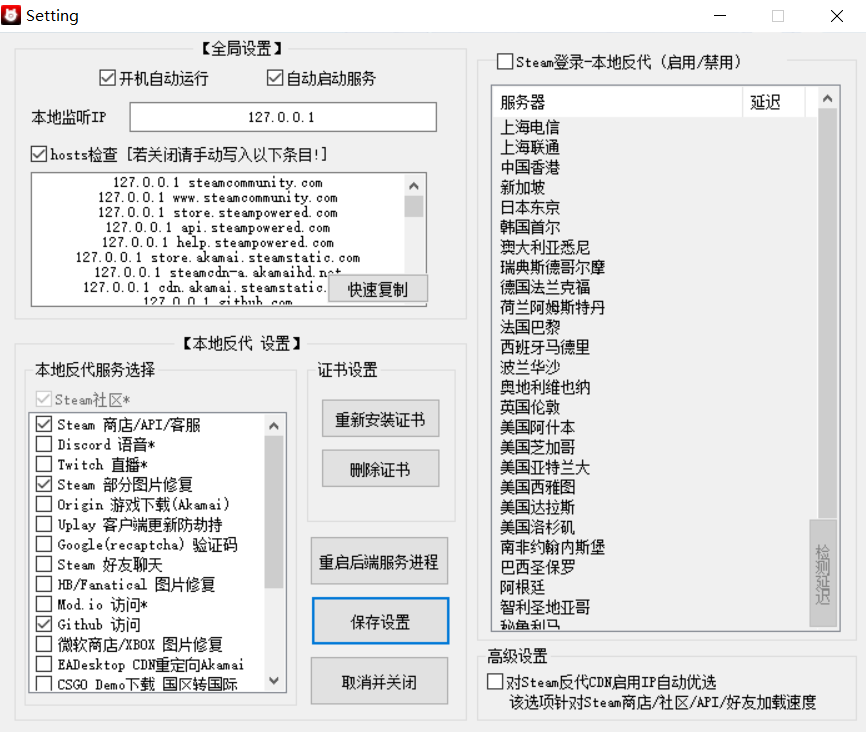 Setting
【全局设置】
开机自动运行
自动启动服务
本地监听IP
127.0.0.1
hosts检查 [若关闭请手动写入以下条目!]
127.0.0.1 steamcommunity.com
127.0.0.1 www.steamcommunity.com
127.0.0.1 store.steampowered.com
127.0.0.1 api.steampowered.com
127.0.0.1 help.steampowered.com
127.0.0.1 store.akamai.steamstatic.com
127.0.0.1 steamcdn-a.akamaihd.net
127.0.0.1 cdn.akamai.steamstatic.
127.0.0.1 github.com
快速复制
【本地反代 设置】
本地反代服务选择
Steam社区*
Steam 商店/API/客服
Discord 语音*
Twitch 直播*
Steam 部分图片修复
Origin 游戏下载(Akamai)
Uplay 客户端更新防劫持
Google(recaptcha) 验证码
Steam 好友聊天
HB/Fanatical 图片修复
Mod.io 访问*
Github 访问
微软商店/XBOX 图片修复
EADesktop CDN重定向Akamai
CSGO Demo下载 国区转国际
证书设置
重新安装证书
删除证书
重启后端服务进程
保存设置
取消并关闭
Steam登录-本地反代 (启用/禁用)
服务器 延迟
上海电信
上海联通
中国香港
新加坡
日本东京
韩国首尔
澳大利亚悉尼
瑞典斯德哥尔摩
德国法兰克福
荷兰阿姆斯特丹
法国巴黎
西班牙马德里
波兰华沙
奥地利维也纳
英国伦敦
美国阿什本
美国芝加哥
美国亚特兰大
美国西雅图
美国达拉斯
美国洛杉矶
南非约翰内斯堡
巴西圣保罗
阿根廷
智利圣地亚哥
秘鲁利马
检测延迟
高级设置
对Steam反代CDN启用IP自动优选
该选项针对Steam商店/社区/API/好友加载速度